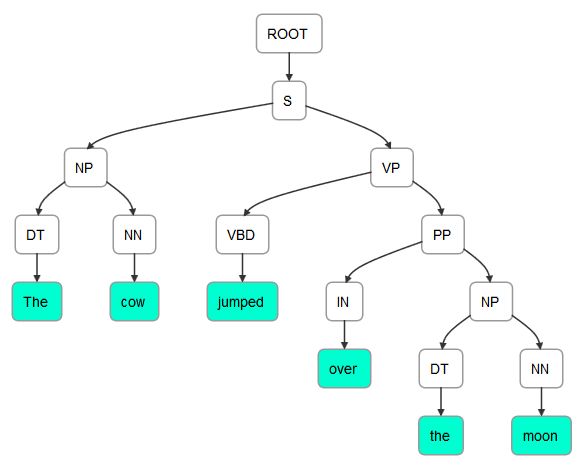 ROOT
S
NP VP
DT NN VBD PP
The cow jumped IN NP
over DT NN
the moon